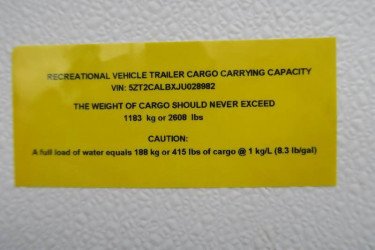 RECREATIONAL VEHICLE TRAILER CARGO CARRYING CAPACITY
VIN: 5ZT2CALBXJU028982
THE WEIGHT OF CARGO SHOULD NEVER EXCEED
1183 kg or 2608 lbs
CAUTION:
A full load of water equals 188 kg or 415 lbs of cargo @ 1 kg/L (8.3 lb/gal)